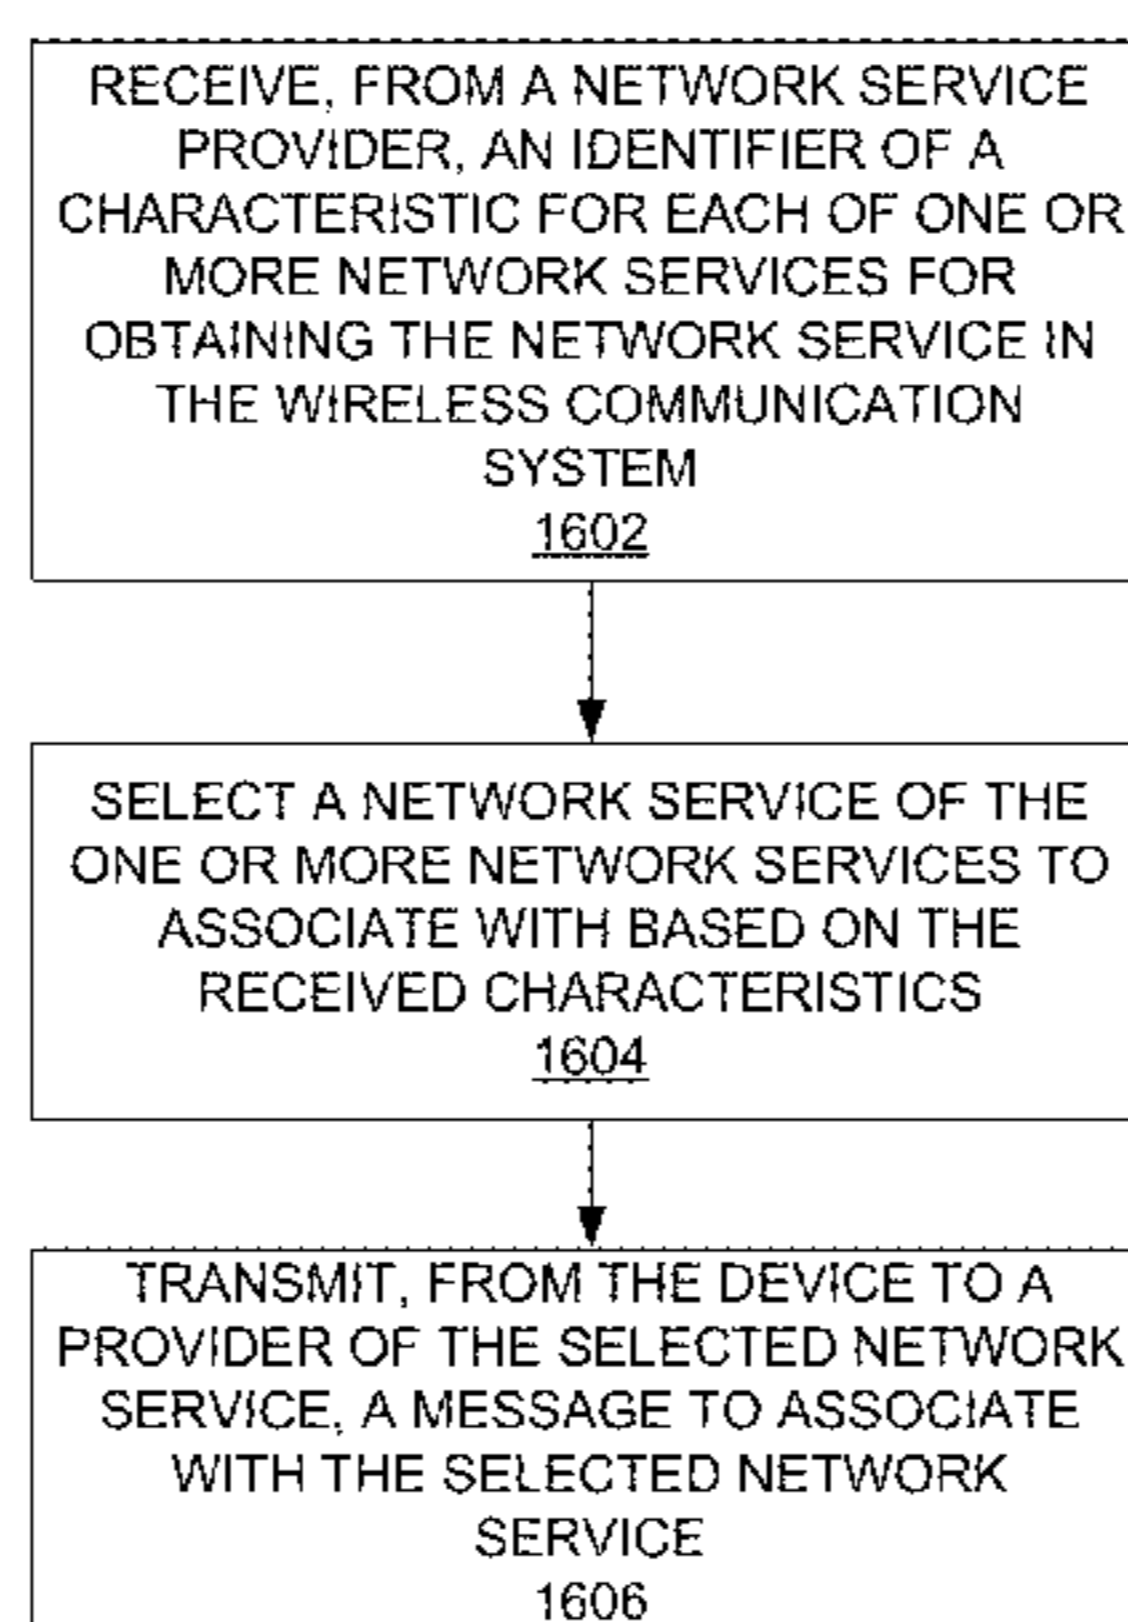 RECEIVE, FROM A NETWORK SERVICE
PROVIDER, AN IDENTIFIER OF A
CHARACTERISTIC FOR EACH OF ONE OR
MORE NETWORK SERVICES FOR
OBTAINING THE NETWORK SERVICE IN
THE WIRELESS COMMUNICATION
SYSTEM
1602
SELECT A NETWORK SERVICE OF THE
ONE OR MORE NETWORK SERVICES TO
ASSOCIATE WITH BASED ON THE
RECEIVED CHARACTERISTICS
1604
TRANSMIT, FROM THE DEVICE TO A
PROVIDER OF THE SELECTED NETWORK
SERVICE, A MESSAGE TO ASSOCIATE
WITH THE SELECTED NETWORK
SERVICE
1606